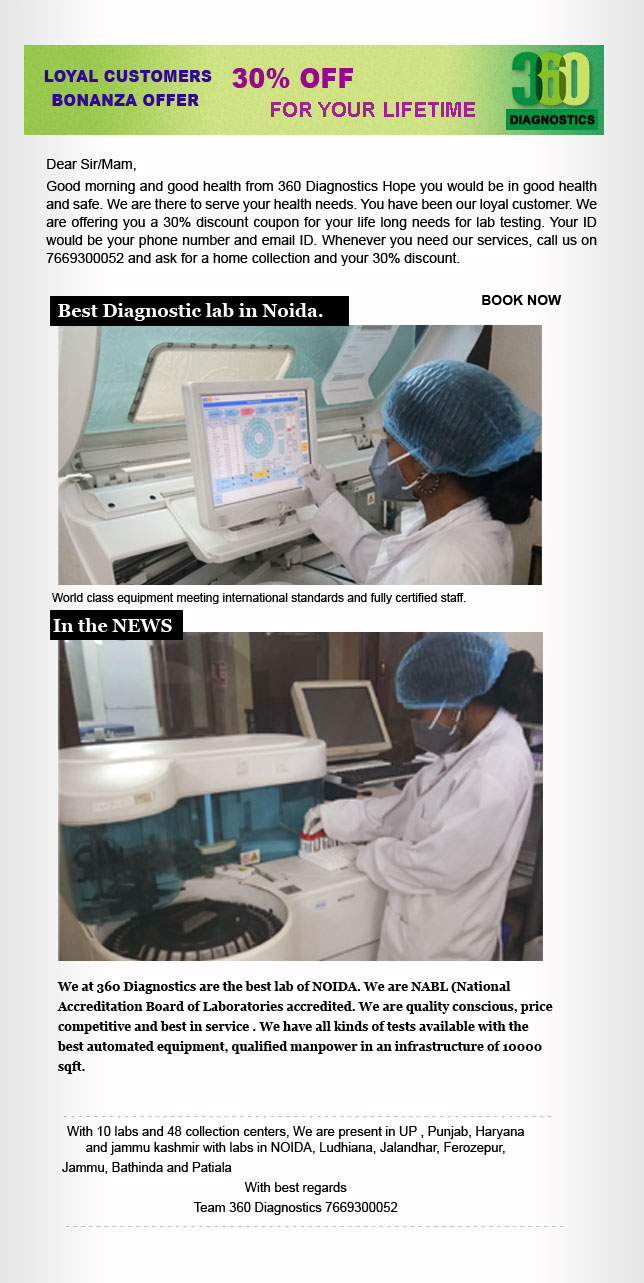 LOYAL CUSTOMERS
BONANZA OFFER
30% OFF
FOR YOUR LIFETIME
360
DIAGNOSTICS
Dear Sir/Mam,
Good morning and good health from 360 Diagnostics Hope you would be in good health
and safe. We are there to serve your health needs. You have been our loyal customer. We
are offering you a 30% discount coupon for your life long needs for lab testing. Your ID
would be your phone number and email ID. Whenever you need our services, call us on
7669300052 and ask for a home collection and your 30% discount.
BOOK NOW
Best Diagnostic lab in Noida.
World class equipment meeting international standards and fully certified staff.
In the NEWS
We at 360 Diagnostics are the best lab of NOIDA. We are NABL (National
Accreditation Board of Laboratories accredited. We are quality conscious, price
competitive and best in service . We have all kinds of tests available with the
best automated equipment, qualified manpower in an infrastructure of 10000
sqft.
With 10 labs and 48 collection centers, We are present in UP , Punjab, Haryana
and jammu kashmir with labs in NOIDA, Ludhiana, Jalandhar, Ferozepur,
Jammu, Bathinda and Patiala
With best regards
Team 360 Diagnostics 7669300052